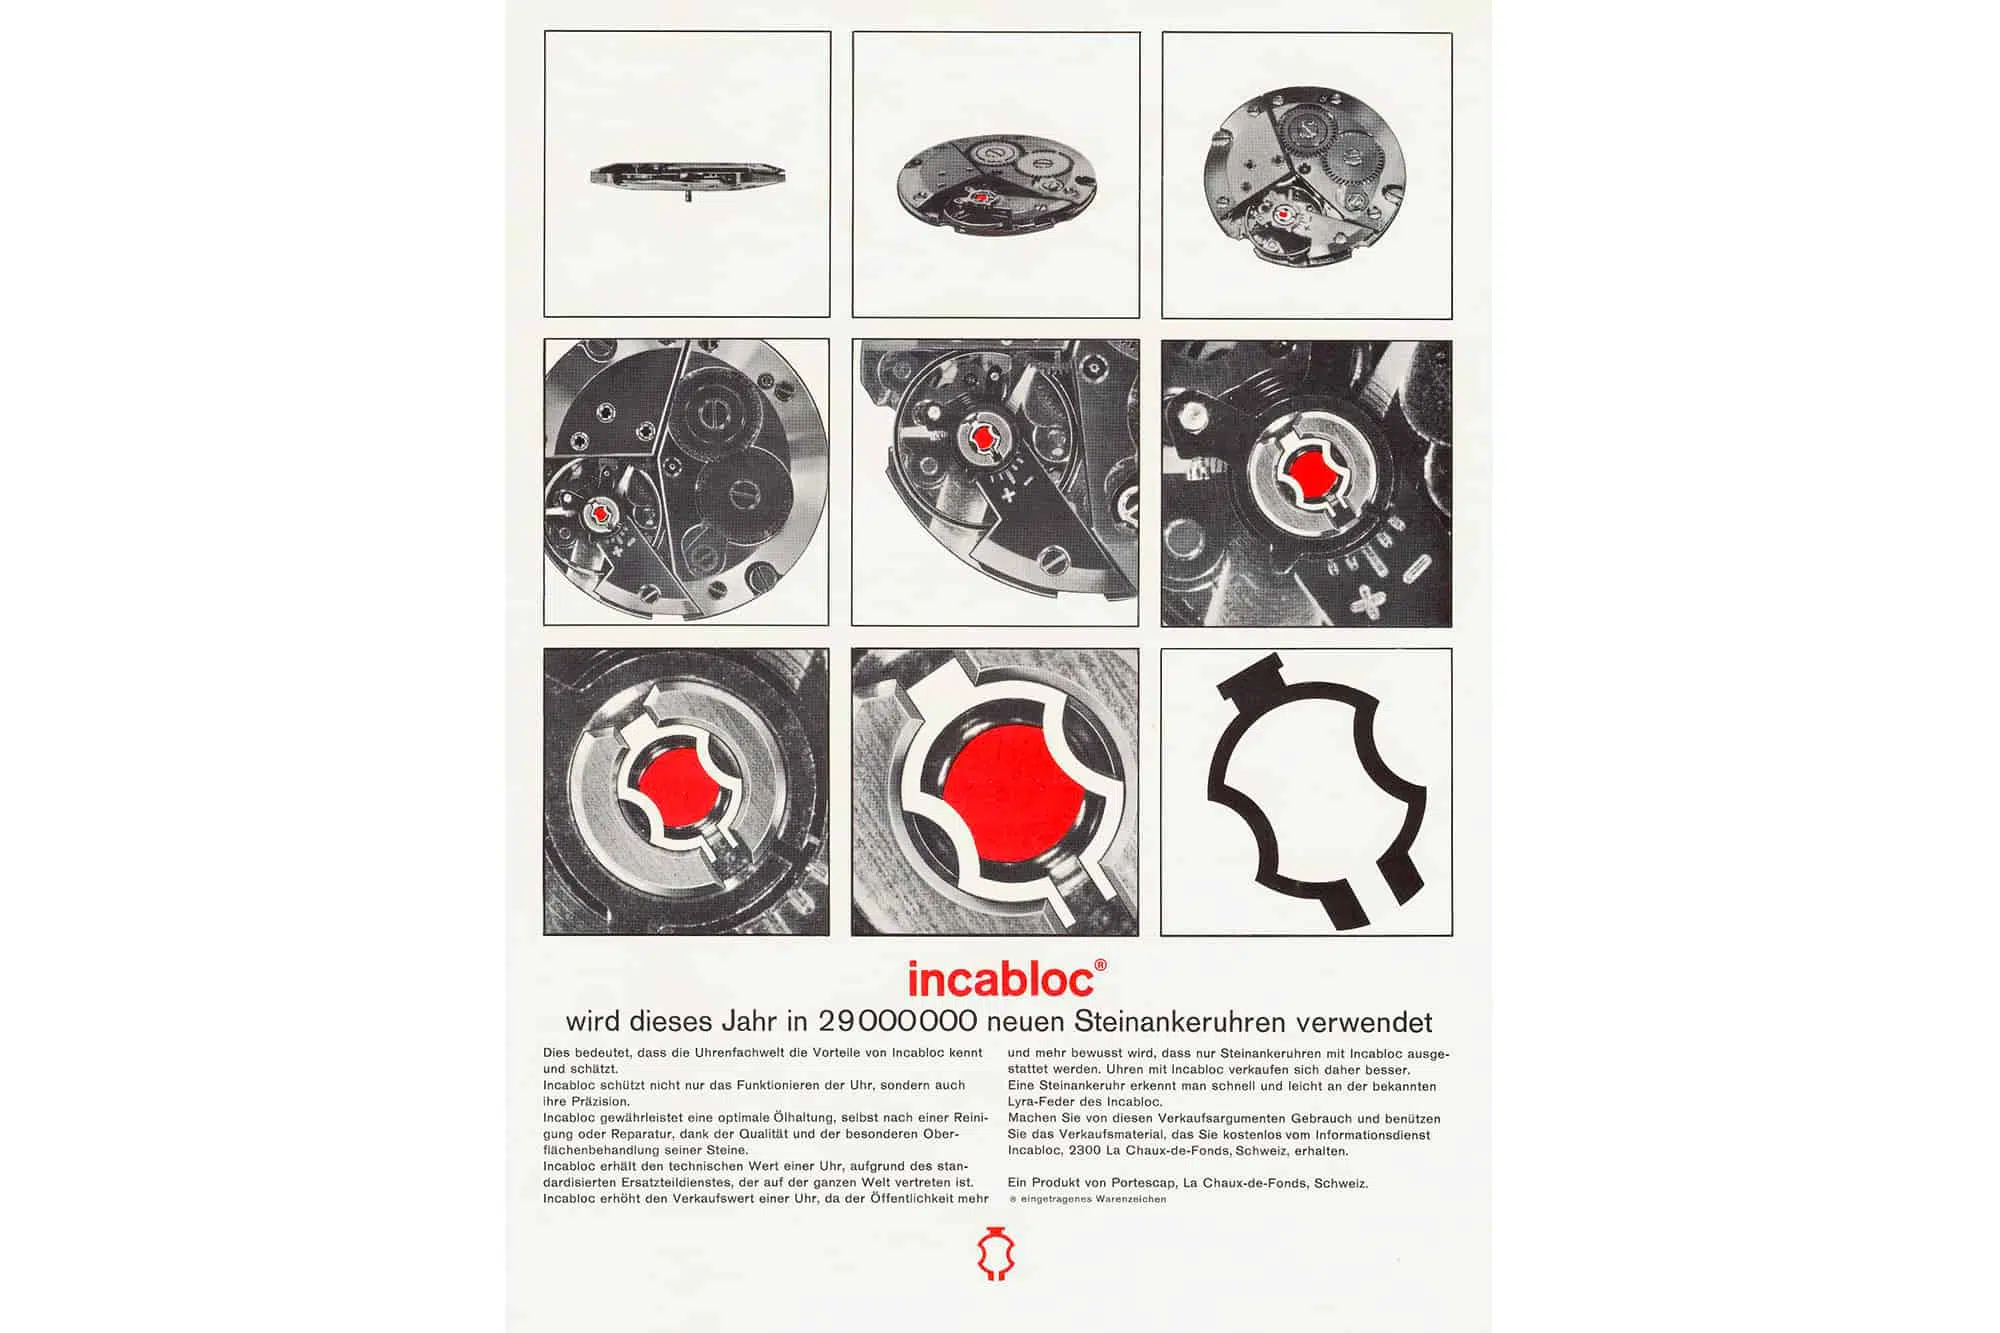 incabloc®
wird dieses Jahr in 29000000 neuen Steinankeruhren verwendet
Dies bedeutet, dass die Uhrenfachwelt die Vorteile von Incabloc kennt
und schätzt.
Incabloc schützt nicht nur das Funktionieren der Uhr, sondern auch
ihre Präzision.
Incabloc gewährleistet eine optimale Ölhaltung, selbst nach einer Reini-
gung oder Reparatur, dank der Qualität und der besonderen Ober-
flächenbehandlung seiner Steine.
Incabloc erhält den technischen Wert einer Uhr, aufgrund des stan-
dardisierten Ersatzteildienstes, der auf der ganzen Welt vertreten ist.
Incabloc erhöht den Verkaufswert einer Uhr, da der Öffentlichkeit mehr
und mehr bewusst wird, dass nur Steinankeruhren mit Incabloc ausge-
stattet werden. Uhren mit Incabloc verkaufen sich daher besser.
Eine Steinankeruhr erkennt man schnell und leicht an der bekannten
Lyra-Feder des Incabloc.
Machen Sie von diesen Verkaufsargumenten Gebrauch und benützen
Sie das Verkaufsmaterial, das Sie kostenlos vom Informationsdienst
Incabloc, 2300 La Chaux-de-Fonds, Schweiz, erhalten.
Ein Produkt von Portescap, La Chaux-de-Fonds, Schweiz.
® eingetragenes Warenzeichen